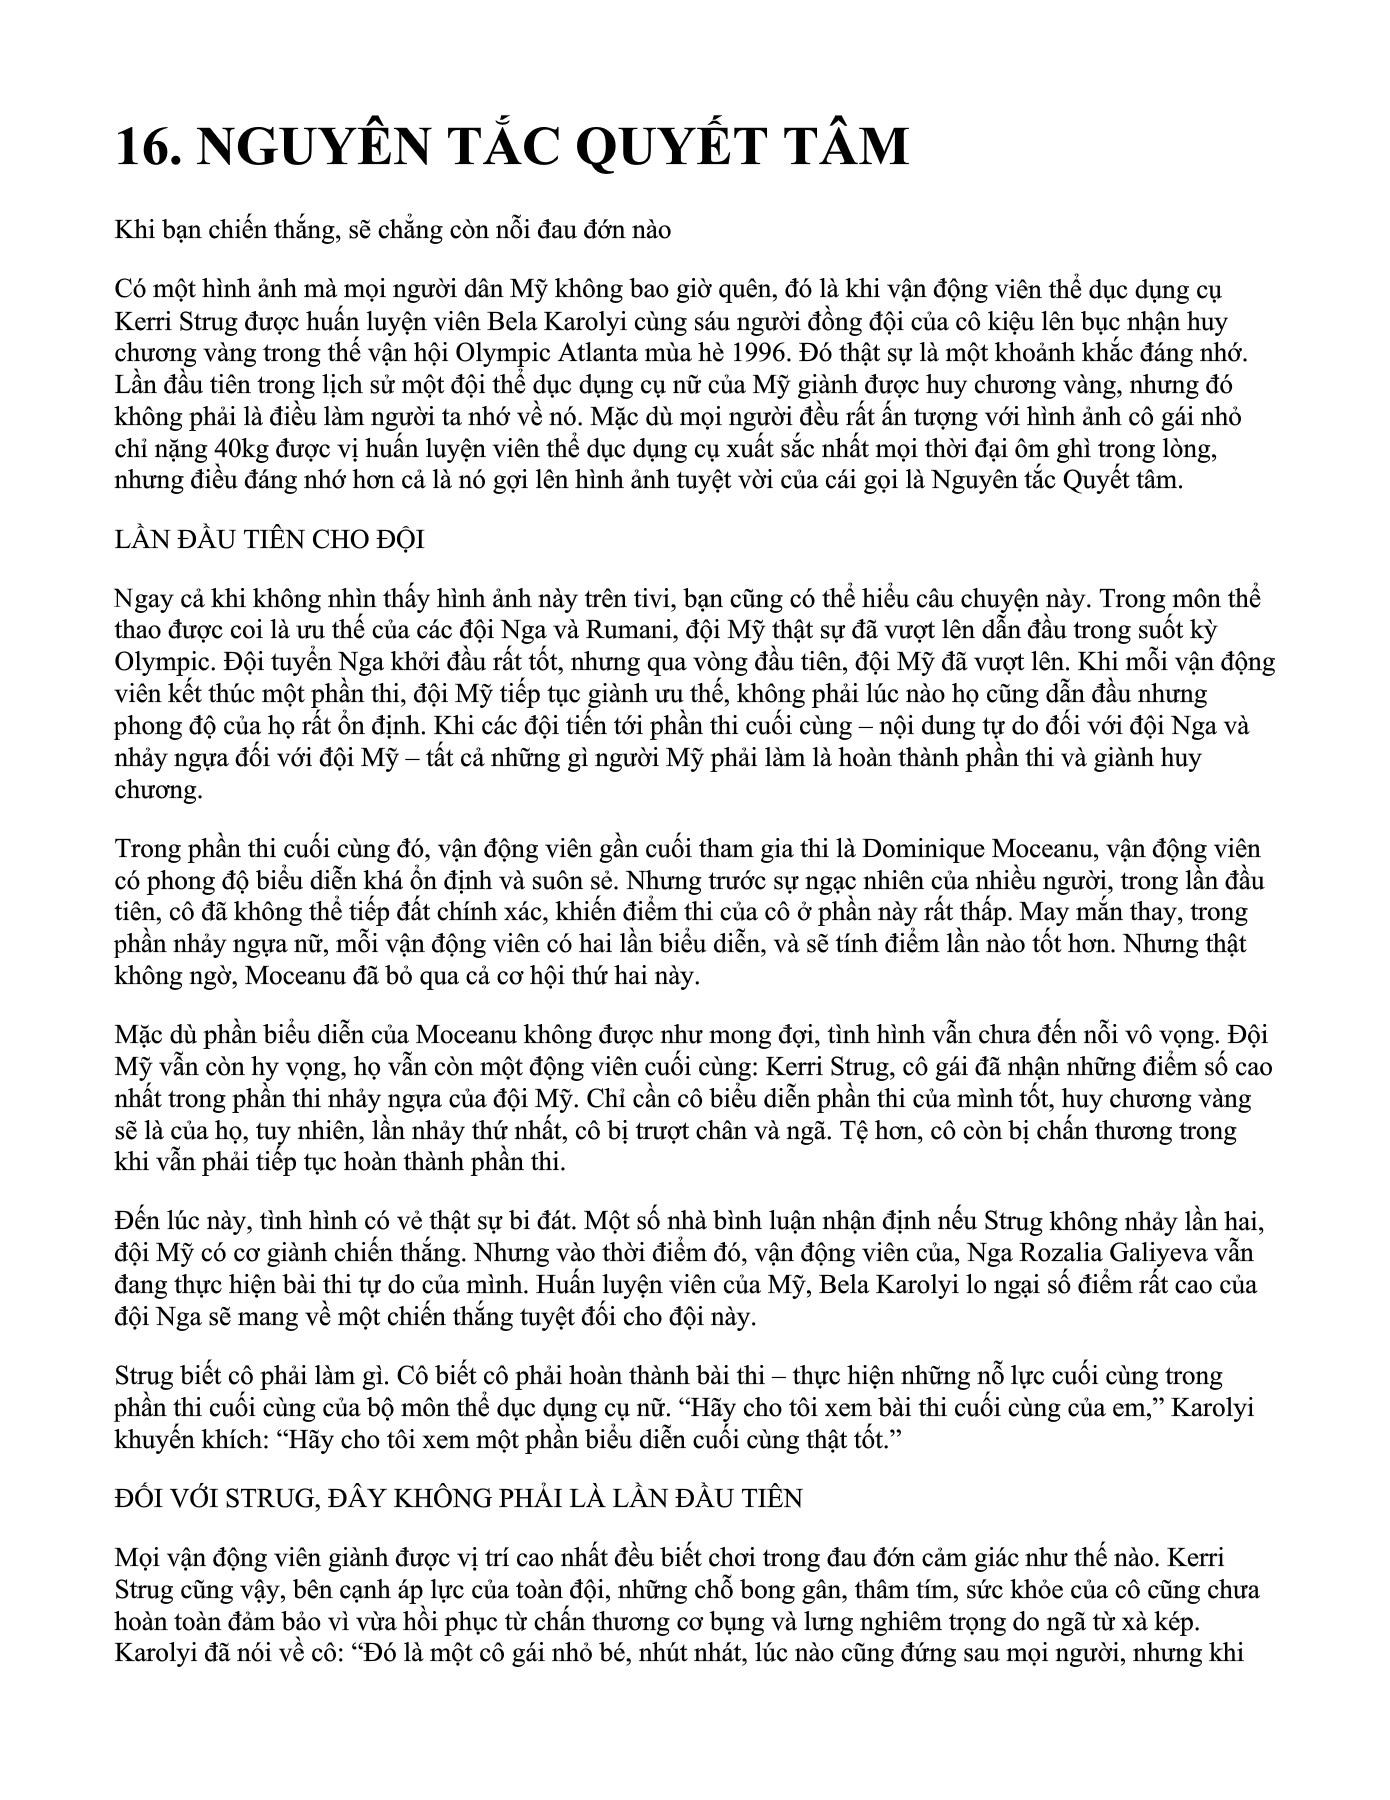 16. NGUYÊN TẮC QUYẾT TÂM
Khi bạn chiến thắng, sẽ chẳng còn nỗi đau đớn nào
Có một hình ảnh mà mọi người dân Mỹ không bao giờ quên, đó là khi vận động viên thể dục dụng cụ
Kerri Strug được huấn luyện viên Bela Karolyi cùng sáu người đồng đội của cô kiệu lên bục nhận huy
chương vàng trong thế vận hội Olympic Atlanta mùa hè 1996. Đó thật sự là một khoảnh khắc đáng nhớ.
Lần đầu tiên trong lịch sử một đội thể dục dụng cụ nữ của Mỹ giành được huy chương vàng, nhưng đó
không phải là điều làm người ta nhớ về nó. Mặc dù mọi người đều rất ấn tượng với hình ảnh cô gái nhỏ
chỉ nặng 40kg được vị huấn luyện viên thể dục dụng cụ xuất sắc nhất mọi thời đại ôm ghì trong lòng,
nhưng điều đáng nhớ hơn cả là nó gợi lên hình ảnh tuyệt vời của cái gọi là Nguyên tắc Quyết tâm.
LẦN ĐẦU TIÊN CHO ĐỘI
Ngay cả khi không nhìn thấy hình ảnh này trên tivi, bạn cũng có thể hiểu câu chuyện này. Trong môn thể
thao được coi là ưu thế của các đội Nga và Rumani, đội Mỹ thật sự đã vượt lên dẫn đầu trong suốt kỳ
Olympic. Đội tuyển Nga khởi đầu rất tốt, nhưng qua vòng đầu tiên, đội Mỹ đã vượt lên. Khi mỗi vận động
viên kết thúc một phần thi, đội Mỹ tiếp tục giành ưu thế, không phải lúc nào họ cũng dẫn đầu nhưng
phong độ của họ rất ổn định. Khi các đội tiến tới phần thi cuối cùng – nội dung tự do đối với đội Nga và
nhảy ngựa đối với đội Mỹ – tất cả những gì người Mỹ phải làm là hoàn thành phần thi và giành huy
chương.
Trong phần thi cuối cùng đó, vận động viên gần cuối tham gia thi là Dominique Moceanu, vận động viên
có phong độ biểu diễn khá ổn định và suôn sẻ. Nhưng trước sự ngạc nhiên của nhiều người, trong lần đầu
tiên, cô đã không thể tiếp đất chính xác, khiến điểm thi của cô ở phần này rất thấp. May mắn thay, trong
phần nhảy ngựa nữ, mỗi vận động viên có hai lần biểu diễn, và sẽ tính điểm lần nào tốt hơn. Nhưng thật
không ngờ, Moceanu đã bỏ qua cả cơ hội thứ hai này.
Mặc dù phần biểu diễn của Moceanu không được như mong đợi, tình hình vẫn chưa đến nỗi vô vọng. Đội
Mỹ vẫn còn hy vọng, họ vẫn còn một động viên cuối cùng: Kerri Strug, cô gái đã nhận những điểm số cao
nhất trong phần thi nhảy ngựa của đội Mỹ. Chỉ cần cô biểu diễn phần thi của mình tốt, huy chương vàng
sẽ là của họ, tuy nhiên, lần nhảy thứ nhất, cô bị trượt chân và ngã. Tệ hơn, cô còn bị chấn thương trong
khi vẫn phải tiếp tục hoàn thành phần thi.
Đến lúc này, tình hình có vẻ thật sự bi đát. Một số nhà bình luận nhận định nếu Strug không nhảy lần hai,
đội Mỹ có cơ giành chiến thắng. Nhưng vào thời điểm đó, vận động viên của, Nga Rozalia Galiyeva vẫn
đang thực hiện bài thi tự do của mình. Huấn luyện viên của Mỹ, Bela Karolyi lo ngại số điểm rất cao của
đội Nga sẽ mang về một chiến thắng tuyệt đối cho đội này.
Strug biết cô phải làm gì. Cô biết cô phải hoàn thành bài thi – thực hiện những nỗ lực cuối cùng trong
phần thi cuối cùng của bộ môn thể dục dụng cụ nữ. “Hãy cho tôi xem bài thi cuối cùng của em,” Karolyi
khuyến khích: “Hãy cho tôi xem một phần biểu diễn cuối cùng thật tốt.”
ĐỐI VỚI STRUG, ĐÂY KHÔNG PHẢI LÀ LẦN ĐẦU TIÊN
Mọi vận động viên giành được vị trí cao nhất đều biết chơi trong đau đớn cảm giác như thế nào. Kerri
Strug cũng vậy, bên cạnh áp lực của toàn đội, những chỗ bong gân, thâm tím, sức khỏe của cô cũng chưa
hoàn toàn đảm bảo vì vừa hồi phục từ chấn thương cơ bụng và lưng nghiêm trọng do ngã từ xà kép.
Karolyi đã nói về cô: “Đó là một cô gái nhỏ bé, nhút nhát, lúc nào cũng đứng sau mọi người, nhưng khi